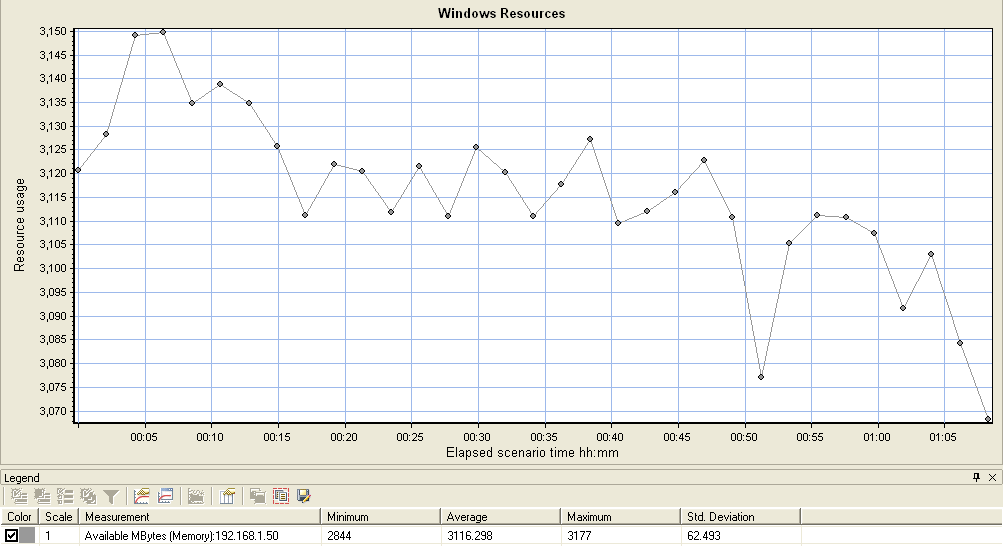 Windows Resources
3,150
3,145
3,140
3,135
3,130
3,125
3,120
3,115
3,110
3,105
3,100
3,095
3,090
3,085
3,080
3,075
3,070
Resource usage
00:05 00:10 00:15 00:20 00:25 00:30 00:35 00:40 00:45 00:50 00:55 01:00 01:05
Elapsed scenario time hh:mm
Legend
Color Scale Measurement Minimum Average Maximum Std. Deviation
1 Available MBytes (Memory):192.168.1.50 2844 3116.298 3177 62.493